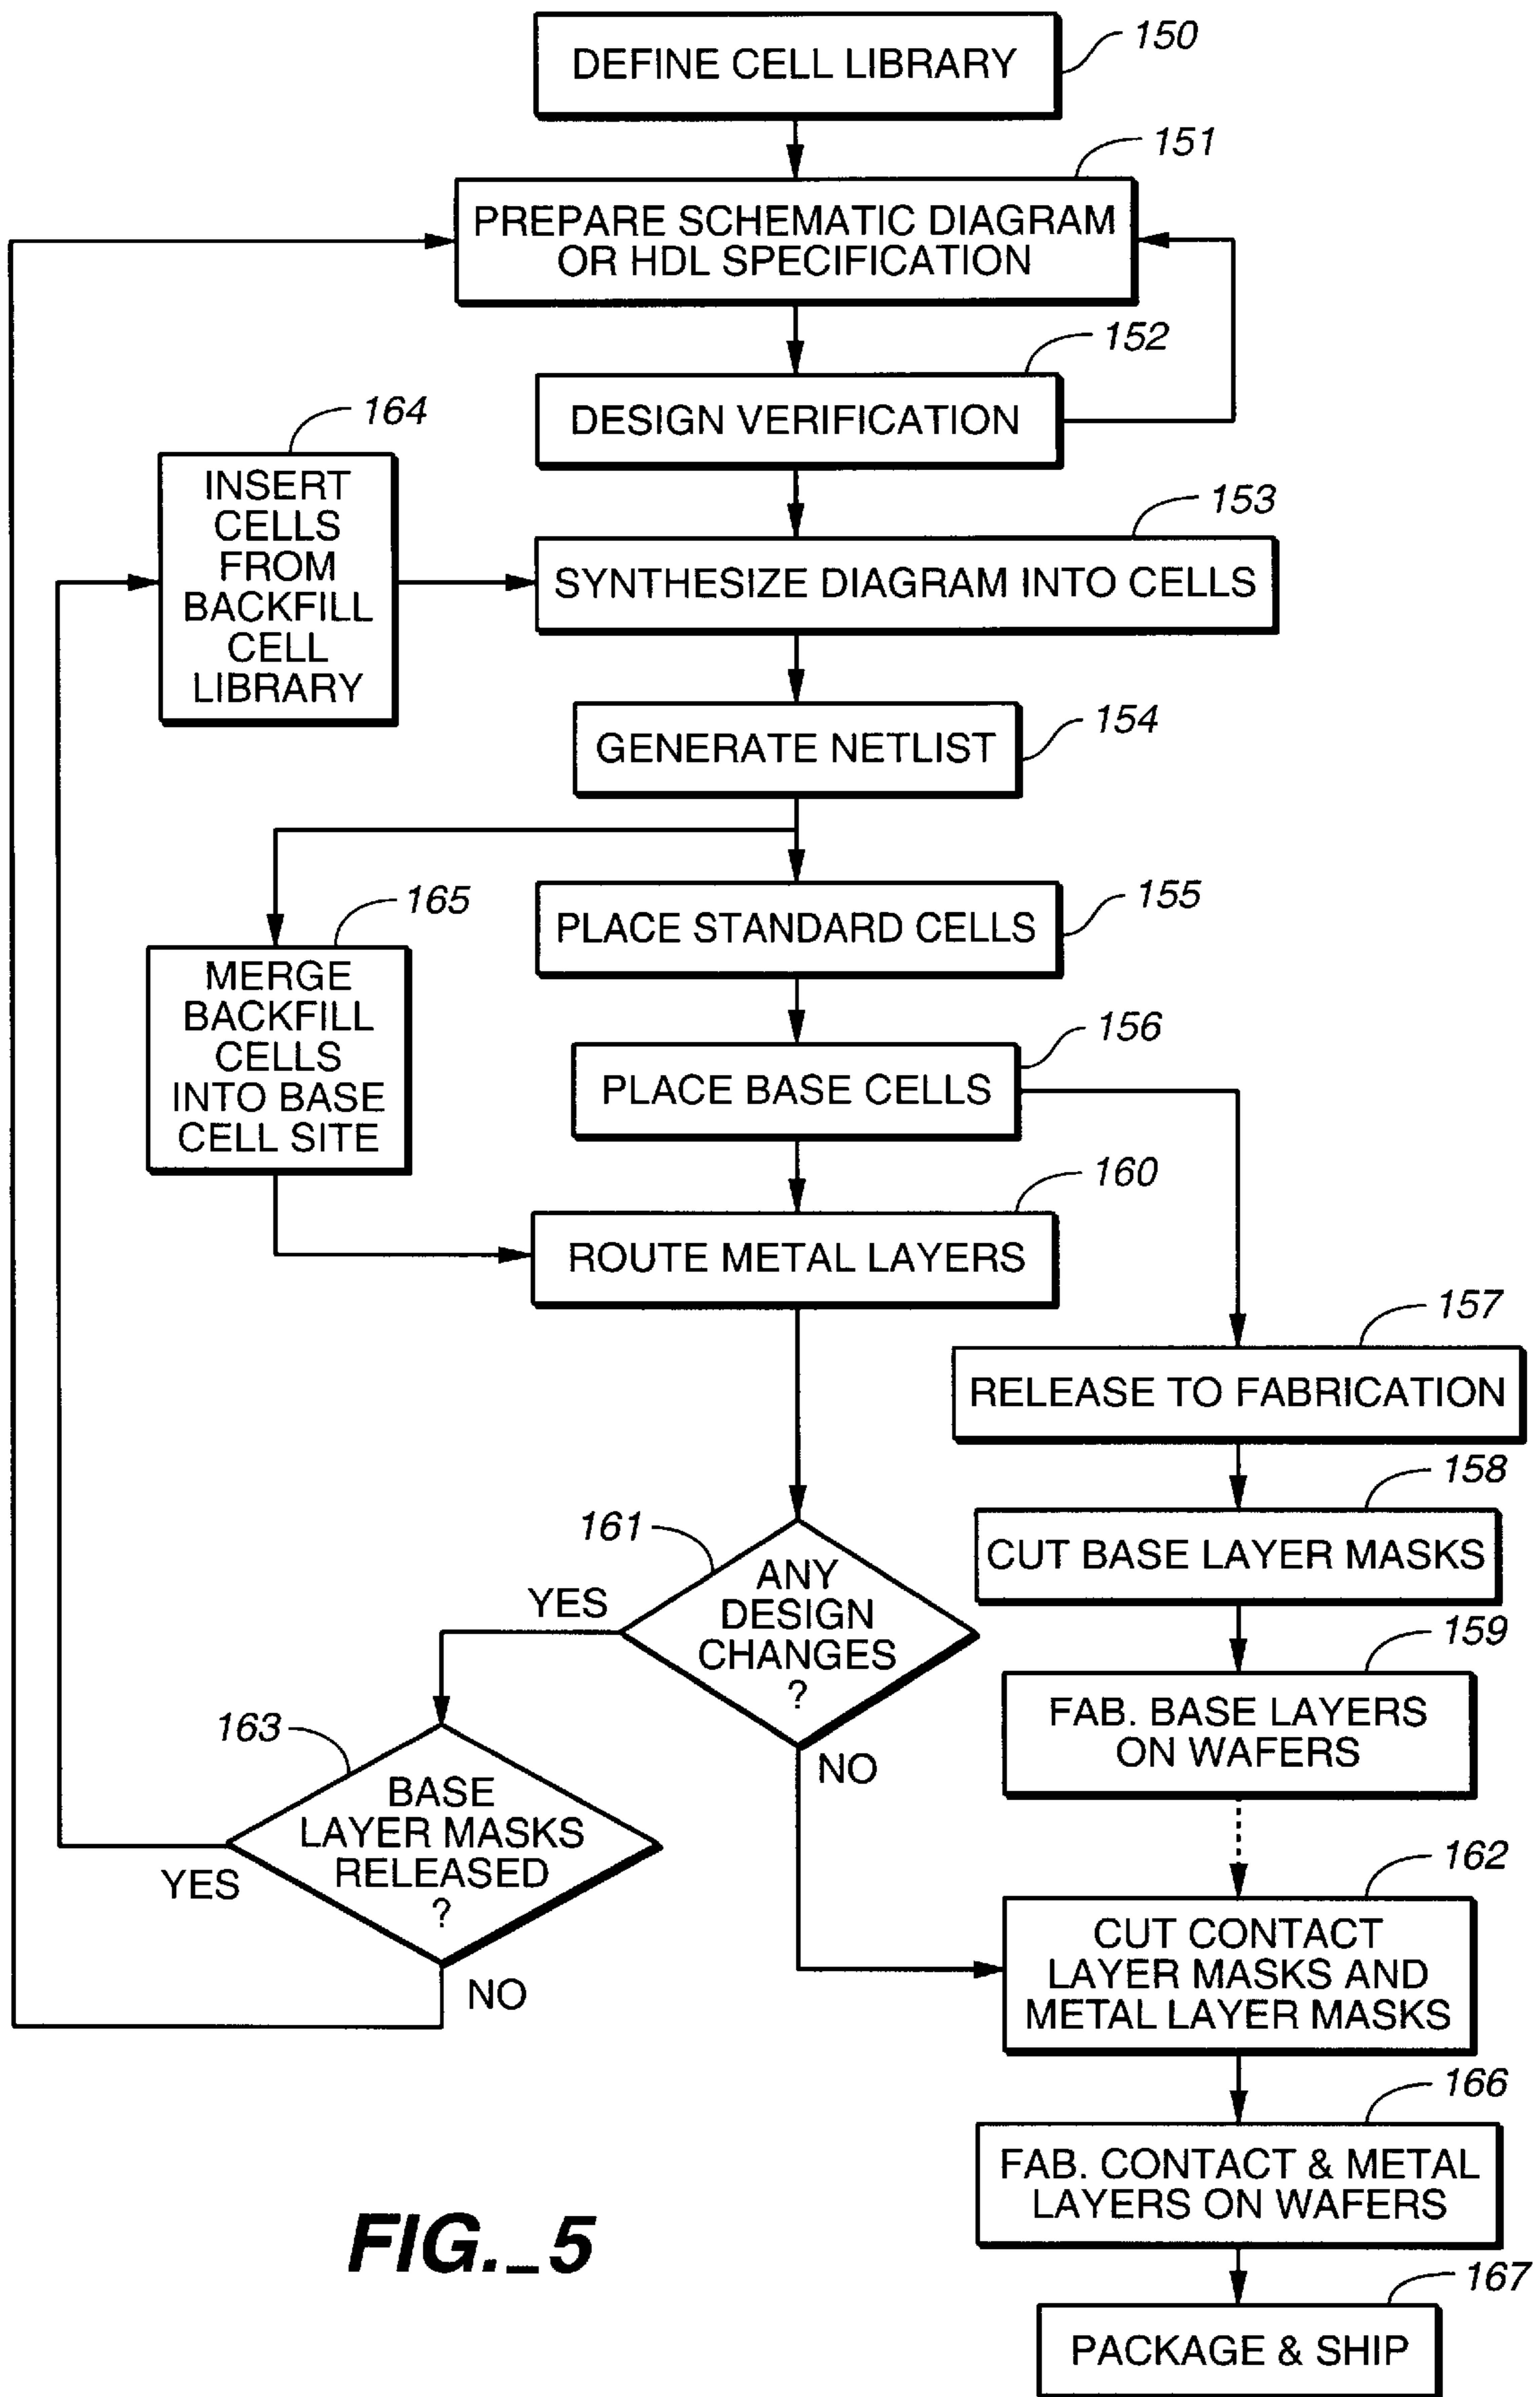 150
DEFINE CELL LIBRARY
151
PREPARE SCHEMATIC DIAGRAM
OR HDL SPECIFICATION
152
DESIGN VERIFICATION
164
INSERT
CELLS
FROM
BACKFILL
CELL
LIBRARY
153
SYNTHESIZE DIAGRAM INTO CELLS
154
GENERATE NETLIST
165
MERGE
BACKFILL
CELLS
INTO BASE
CELL SITE
155
PLACE STANDARD CELLS
156
PLACE BASE CELLS
160
ROUTE METAL LAYERS
157
RELEASE TO FABRICATION
158
CUT BASE LAYER MASKS
161
ANY
DESIGN
CHANGES
?
YES
NO
159
FAB. BASE LAYERS
ON WAFERS
163
BASE
LAYER MASKS
RELEASED
?
YES
NO
162
CUT CONTACT
LAYER MASKS AND
METAL LAYER MASKS
166
FAB. CONTACT & METAL
LAYERS ON WAFERS
167
PACKAGE & SHIP
FIG._5